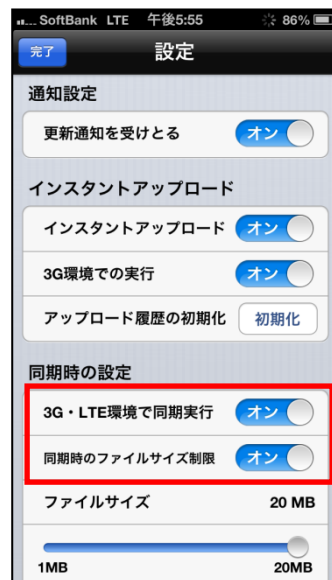 SoftBank LTE 午後5:55 86%
完了 設定
通知設定
更新通知を受けとる オン
インスタントアップロード
インスタントアップロード オン
3G環境での実行 オン
アップロード履歴の初期化 初期化
同期時の設定
3G・LTE環境で同期実行 オン
同期時のファイルサイズ制限 オン
ファイルサイズ 20 MB
1MB 20MB